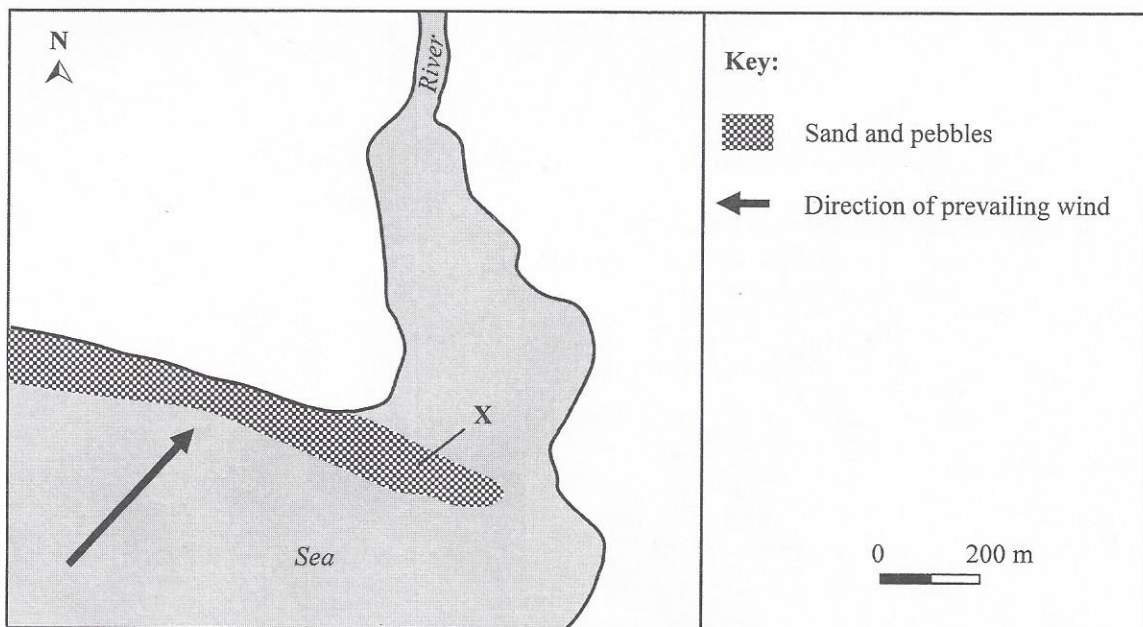 N
River
X
Sea
Key:
Sand and pebbles
Direction of prevailing wind
0 200 m